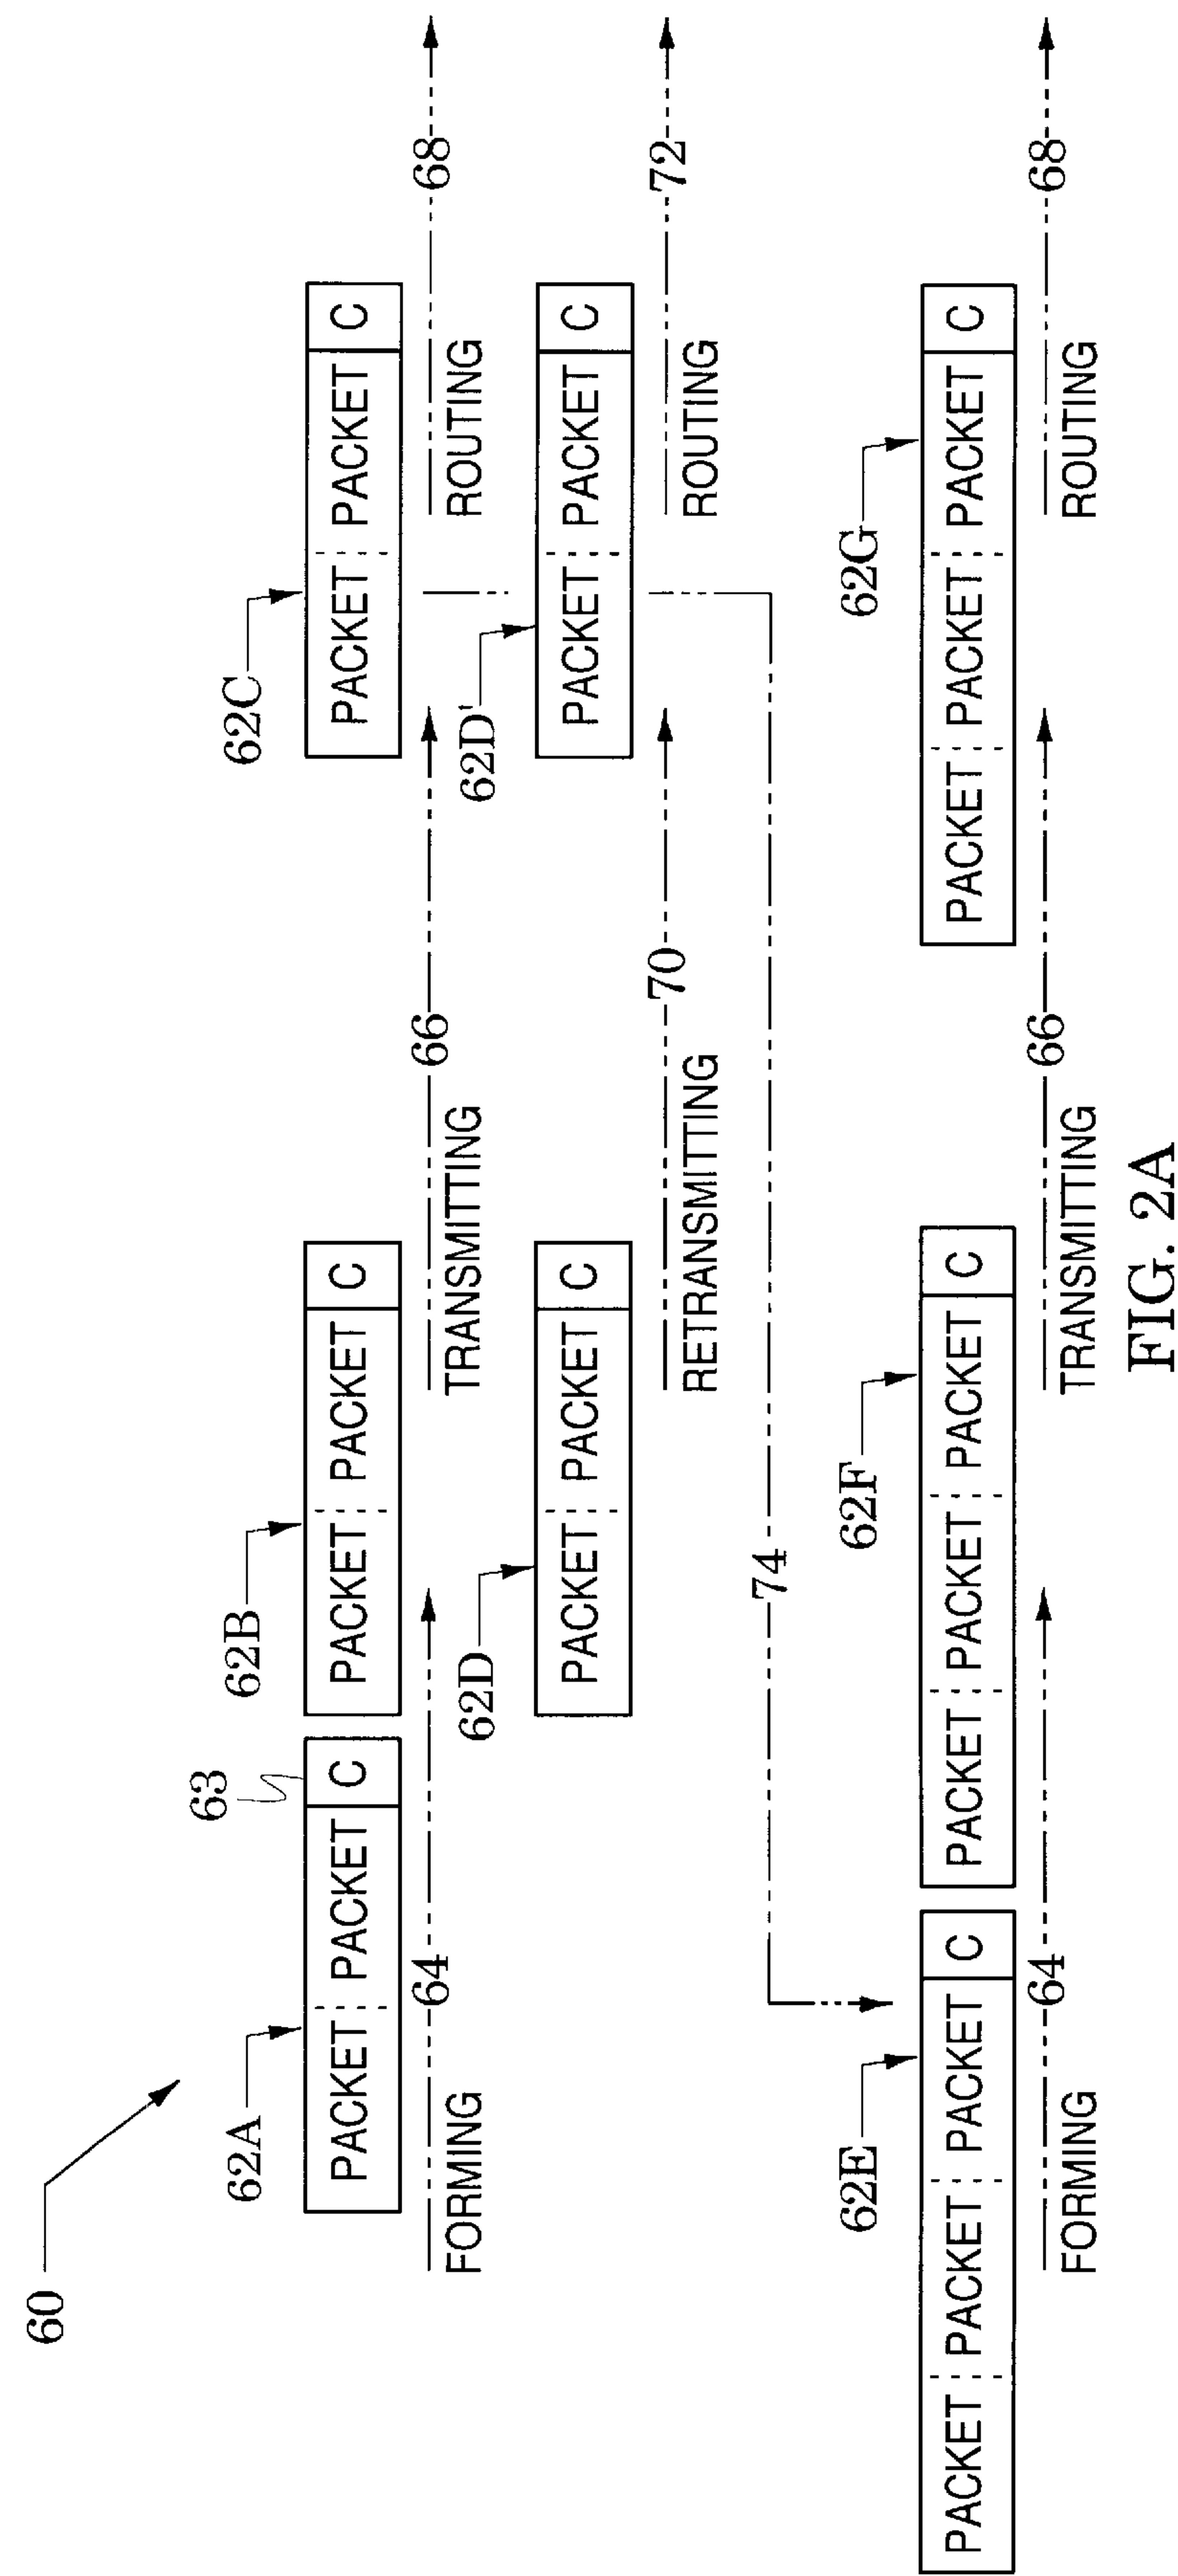 60
62A
63
62B
62C
PACKET PACKET C
PACKET PACKET C
PACKET PACKET C
64
66
68
FORMING
TRANSMITTING
ROUTING
62D
62D'
PACKET PACKET C
PACKET PACKET C
70
72
RETRANSMITTING
ROUTING
74
62E
62F
62G
PACKET PACKET PACKET C
PACKET PACKET PACKET C
PACKET PACKET PACKET C
64
66
68
FORMING
TRANSMITTING
ROUTING
FIG. 2A